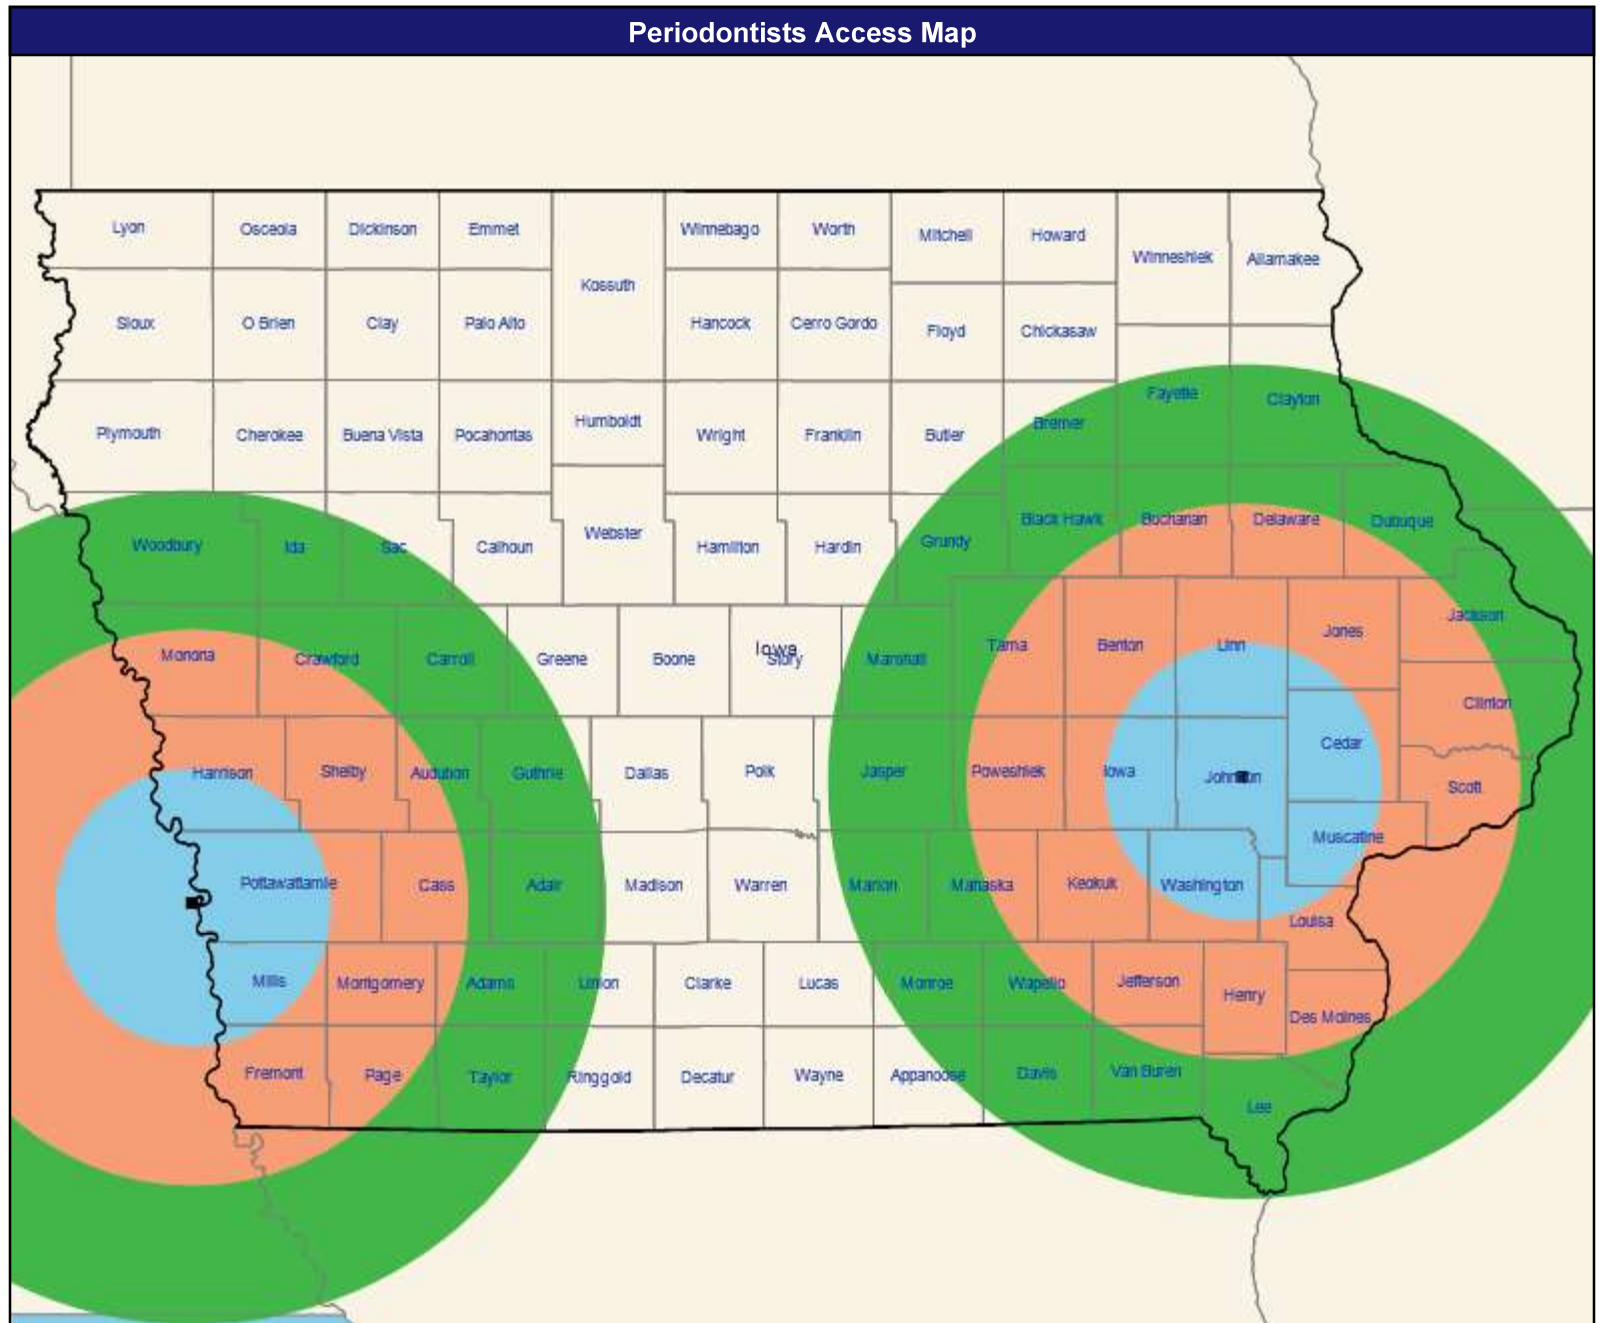 Periodontists Access Map
Lyon Osceola Dickinson Emmet Winnebago Worth Mitchell Howard
Winneshiek Allamakee
Kossuth
Sioux O Brien Clay Palo Alto Hancock Cerro Gordo Floyd Chickasaw
Fayette Clayton
Plymouth Cherokee Buena Vista Pocahontas Humboldt Wright Franklin Butler Bremer
Woodbury Ida Sac Calhoun Webster Hamilton Hardin Grundy Black Hawk Buchanan Delaware Dubuque
Jackson
Monona Crawford Carroll Greene Boone Iowa Story Marshall Tama Benton Linn Jones
Clinton
Harrison Shelby Audubon Guthrie Dallas Polk Jasper Poweshiek Iowa Johnson Cedar Scott
Muscatine
Pottawattamie Cass Adair Madison Warren Marion Mahaska Keokuk Washington
Louisa
Mills Montgomery Adams Union Clarke Lucas Monroe Wapello Jefferson Henry
Des Moines
Fremont Page Taylor Ringgold Decatur Wayne Appanoose Davis Van Buren
Lee